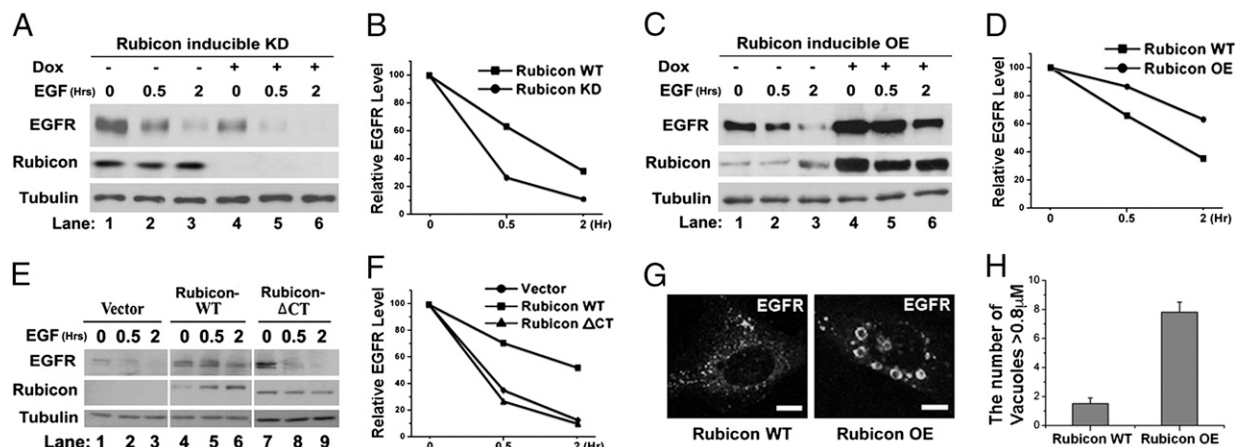 A
Rubicon inducible KD
Dox - - - + + +
EGF (Hrs) 0 0.5 2 0 0.5 2
EGFR
Rubicon
Tubulin
Lane: 1 2 3 4 5 6
B
Relative EGFR Level
100
80
60
40
20
0
Rubicon WT
Rubicon KD
0 0.5 2 (Hr)
C
Rubicon inducible OE
Dox - - - + + +
EGF (Hrs) 0 0.5 2 0 0.5 2
EGFR
Rubicon
Tubulin
Lane: 1 2 3 4 5 6
D
Relative EGFR Level
100
80
60
40
20
0
Rubicon WT
Rubicon OE
0 0.5 2 (Hr)
E
Vector Rubicon-WT Rubicon-ΔCT
EGF (Hrs) 0 0.5 2 0 0.5 2 0 0.5 2
EGFR
Rubicon
Tubulin
Lane: 1 2 3 4 5 6 7 8 9
F
Relative EGFR Level
100
80
60
40
20
0
Vector
Rubicon WT
Rubicon ΔCT
0 0.5 2 (Hr)
G
EGFR EGFR
Rubicon WT Rubicon OE
H
The number of
Vacuoles >0.8μM
8
6
4
2
0
Rubicon WT Rubicon OE